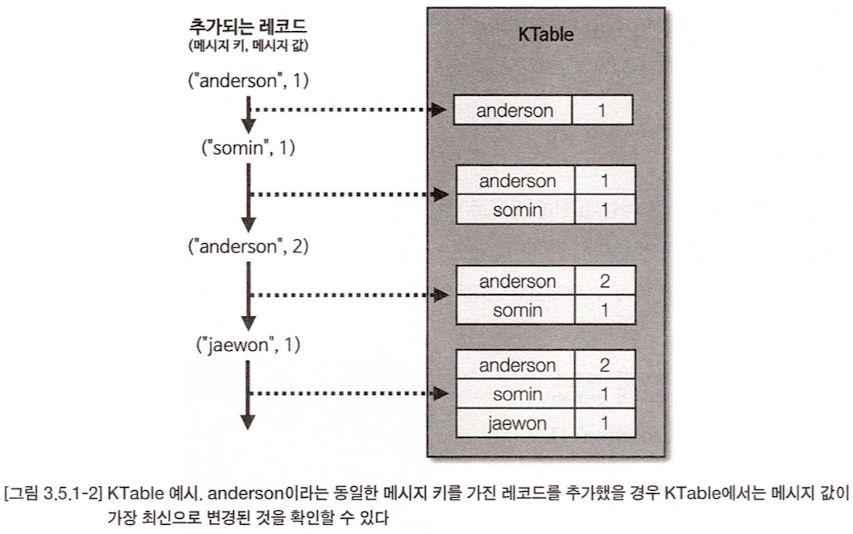 추가되는 레코드
(메시지 키, 메시지 값)
KTable
("anderson", 1)
anderson 1
("somin", 1)
anderson 1
somin 1
("anderson", 2)
anderson 2
somin 1
("jaewon", 1)
anderson 2
somin 1
jaewon 1
[그림 3.5.1-2] KTable 예시. anderson이라는 동일한 메시지 키를 가진 레코드를 추가했을 경우 KTable에서는 메시지 값이
가장 최신으로 변경된 것을 확인할 수 있다